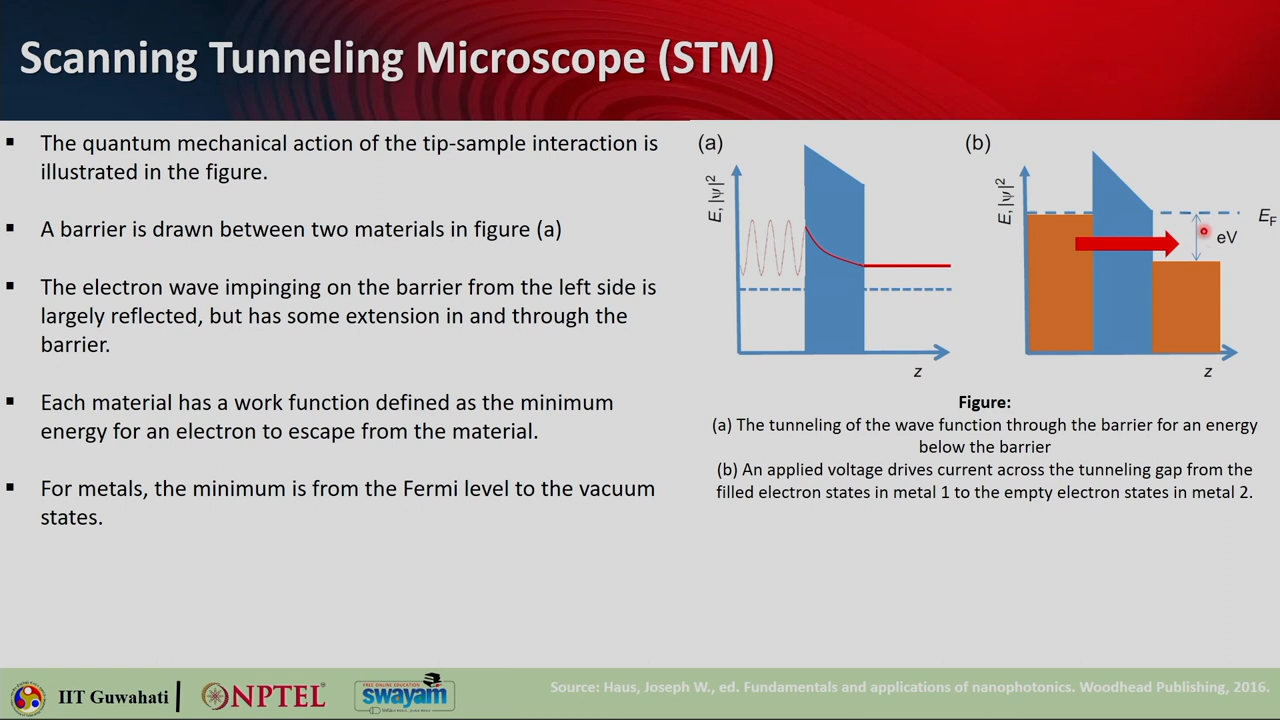 Scanning Tunneling Microscope (STM)
▪ The quantum mechanical action of the tip-sample interaction is
illustrated in the figure.
▪ A barrier is drawn between two materials in figure (a)
▪ The electron wave impinging on the barrier from the left side is
largely reflected, but has some extension in and through the
barrier.
▪ Each material has a work function defined as the minimum
energy for an electron to escape from the material.
▪ For metals, the minimum is from the Fermi level to the vacuum
states.
(a)
E, |ψ|²
z
(b)
E, |ψ|²
E_F
eV
z
Figure:
(a) The tunneling of the wave function through the barrier for an energy
below the barrier
(b) An applied voltage drives current across the tunneling gap from the
filled electron states in metal 1 to the empty electron states in metal 2.
IIT Guwahati
NPTEL
FREE ONLINE EDUCATION
swayam
Source: Haus, Joseph W., ed. Fundamentals and applications of nanophotonics. Woodhead Publishing, 2016.